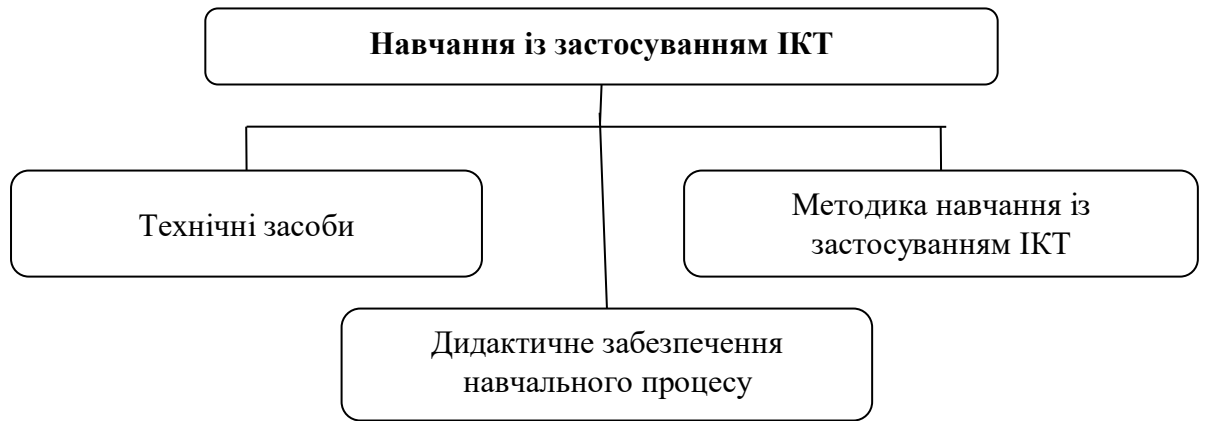 Навчання із застосуванням ІКТ
Технічні засоби
Методика навчання із
застосуванням ІКТ
Дидактичне забезпечення
навчального процесу